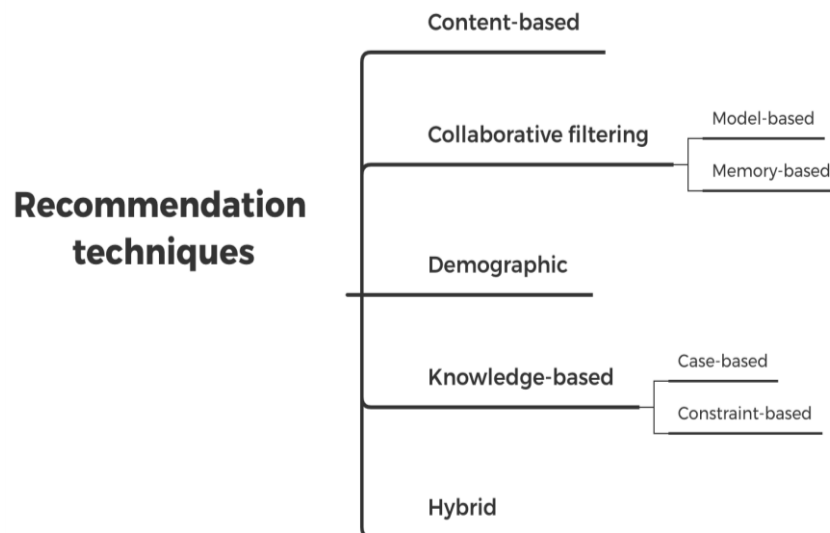 Recommendation
techniques
Content-based
Collaborative filtering
Model-based
Memory-based
Demographic
Knowledge-based
Case-based
Constraint-based
Hybrid